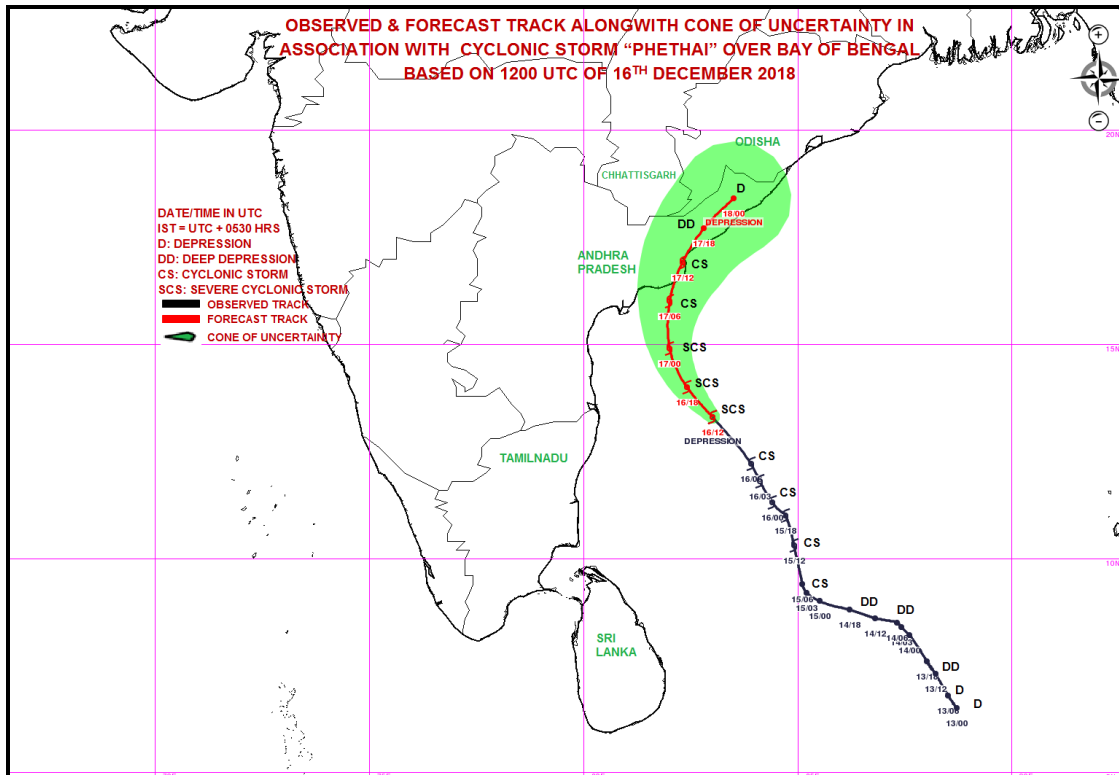 OBSERVED & FORECAST TRACK ALONGWITH CONE OF UNCERTAINTY IN
ASSOCIATION WITH CYCLONIC STORM “PHETHAI” OVER BAY OF BENGAL
BASED ON 1200 UTC OF 16TH DECEMBER 2018
+
−
20N
ODISHA
CHHATTISGARH
D
18/00
DEPRESSION
DATE/TIME IN UTC
IST = UTC + 0530 HRS
D: DEPRESSION
DD: DEEP DEPRESSION
CS: CYCLONIC STORM
SCS: SEVERE CYCLONIC STORM
OBSERVED TRACK
FORECAST TRACK
CONE OF UNCERTAINITY
DD
17/18
ANDHRA
PRADESH
CS
17/12
CS
17/06
15N
SCS
17/00
SCS
16/18
SCS
16/12
DEPRESSION
TAMILNADU
CS
16/06
16/03
CS
16/00
15/18
CS
15/12
10N
CS
15/06
15/03
15/00
DD
14/18
DD
14/12
14/06
14/03
14/00
SRI
LANKA
13/18
DD
13/12
D
13/06
D
13/00